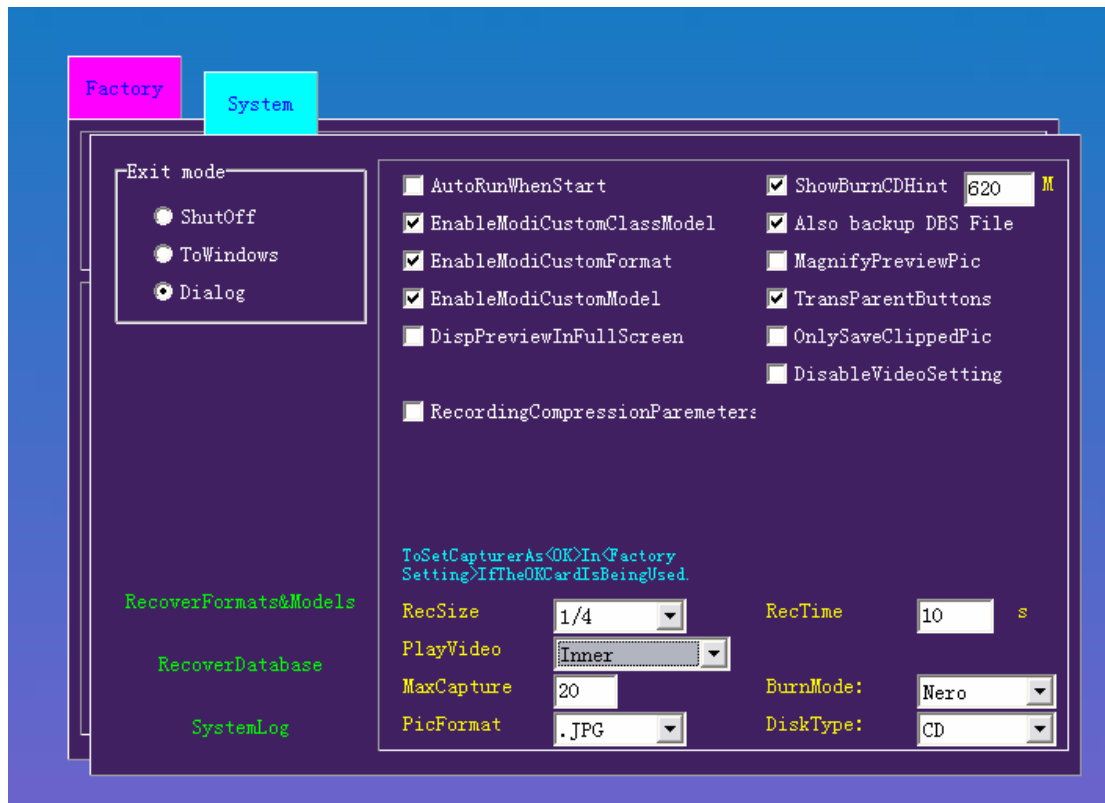 Factory
System
Exit mode
ShutOff
ToWindows
Dialog
RecoverFormats&Models
RecoverDatabase
SystemLog
AutoRunWhenStart
EnableModiCustomClassModel
EnableModiCustomFormat
EnableModiCustomModel
DispPreviewInFullScreen
RecordingCompressionParemeters
ShowBurnCDHint 620 M
Also backup DBS File
MagnifyPreviewPic
TransParentButtons
OnlySaveClippedPic
DisableVideoSetting
ToSetCapturerAs<OK>In<Factory
Setting>IfTheOKCardIsBeingUsed.
RecSize 1/4 RecTime 10 s
PlayVideo Inner
MaxCapture 20 BurnMode: Nero
PicFormat .JPG DiskType: CD